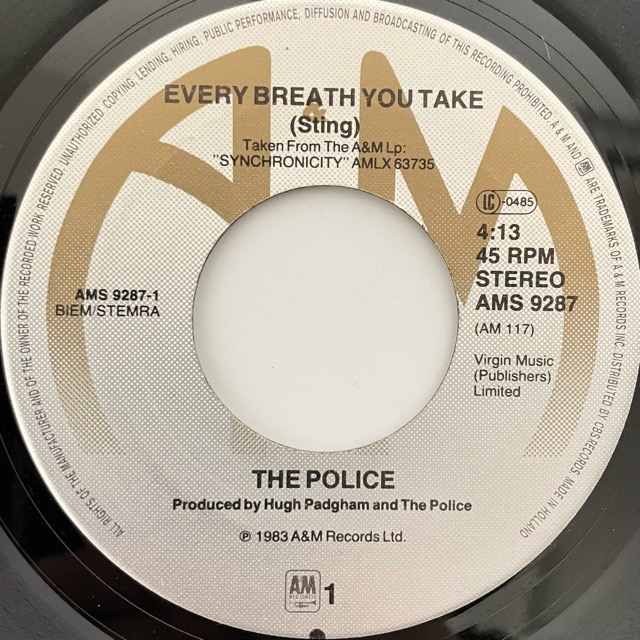 ALL RIGHTS OF THE MANUFACTURER AND OF THE OWNER OF THE RECORDED WORK RESERVED. UNAUTHORIZED COPYING, LENDING, HIRING, PUBLIC PERFORMANCE, DIFFUSION AND BROADCASTING OF THIS RECORDING PROHIBITED. A & M AND AM ARE TRADEMARKS OF A & M RECORDS INC. DISTRIBUTED BY CBS RECORDS. MADE IN HOLLAND
A&M
EVERY BREATH YOU TAKE
(Sting)
Taken From The A&M Lp:
"SYNCHRONICITY" AMLX 63735
LC-0485
4:13
45 RPM
STEREO
AMS 9287
(AM 117)
AMS 9287-1
BIEM/STEMRA
Virgin Music
(Publishers)
Limited
THE POLICE
Produced by Hugh Padgham and The Police
℗ 1983 A&M Records Ltd.
AM
RECORDS
1